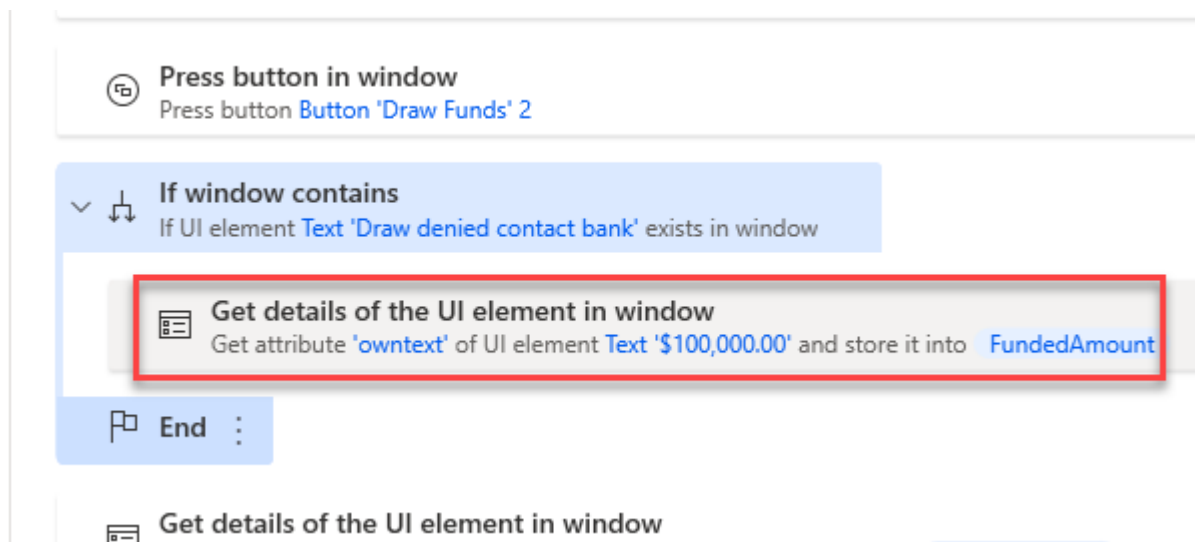 Press button in window
Press button Button 'Draw Funds' 2
If window contains
If UI element Text 'Draw denied contact bank' exists in window
Get details of the UI element in window
Get attribute 'owntext' of UI element Text '$100,000.00' and store it into FundedAmount
End
Get details of the UI element in window